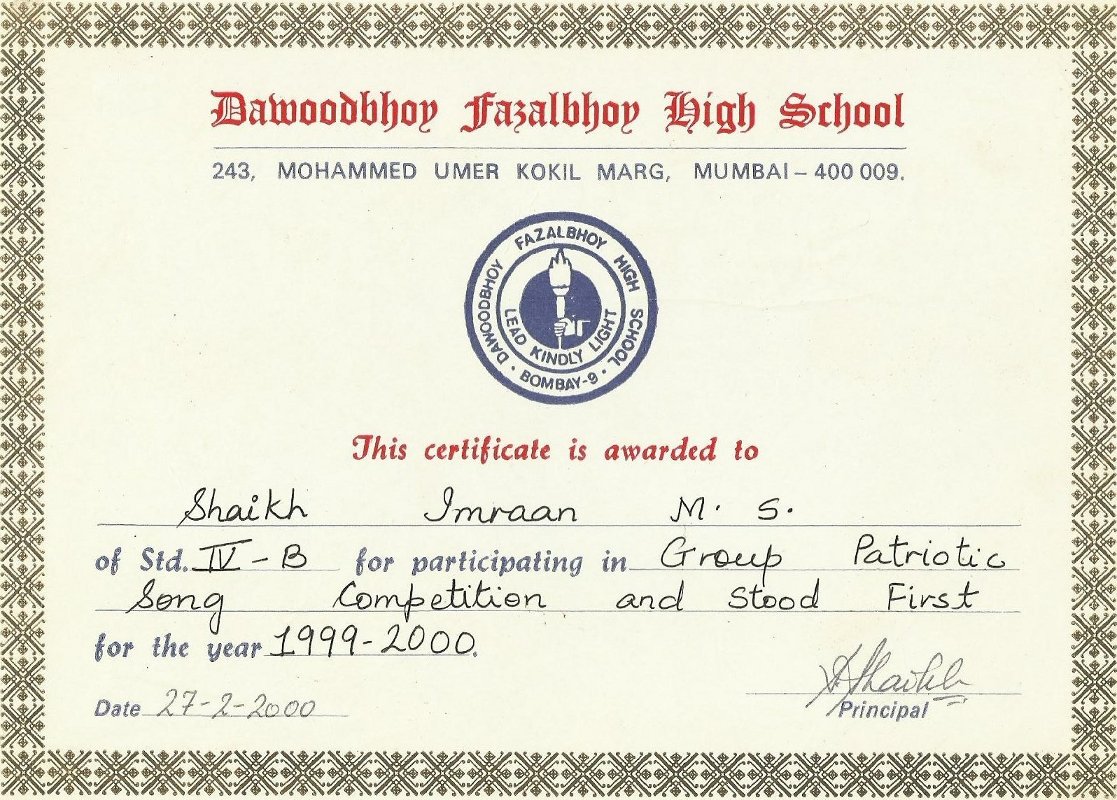 Dawoodbhoy Fazalbhoy High School
243, MOHAMMED UMER KOKIL MARG, MUMBAI – 400 009.
DAWOODBHOY FAZALBHOY HIGH SCHOOL
LEAD KINDLY LIGHT
• BOMBAY-9 •
This certificate is awarded to
Shaikh Imraan M. S.
of Std. IV - B for participating in Group Patriotic
Song Competition and stood First
for the year 1999-2000.
Date 27-2-2000
Shaikh
Principal